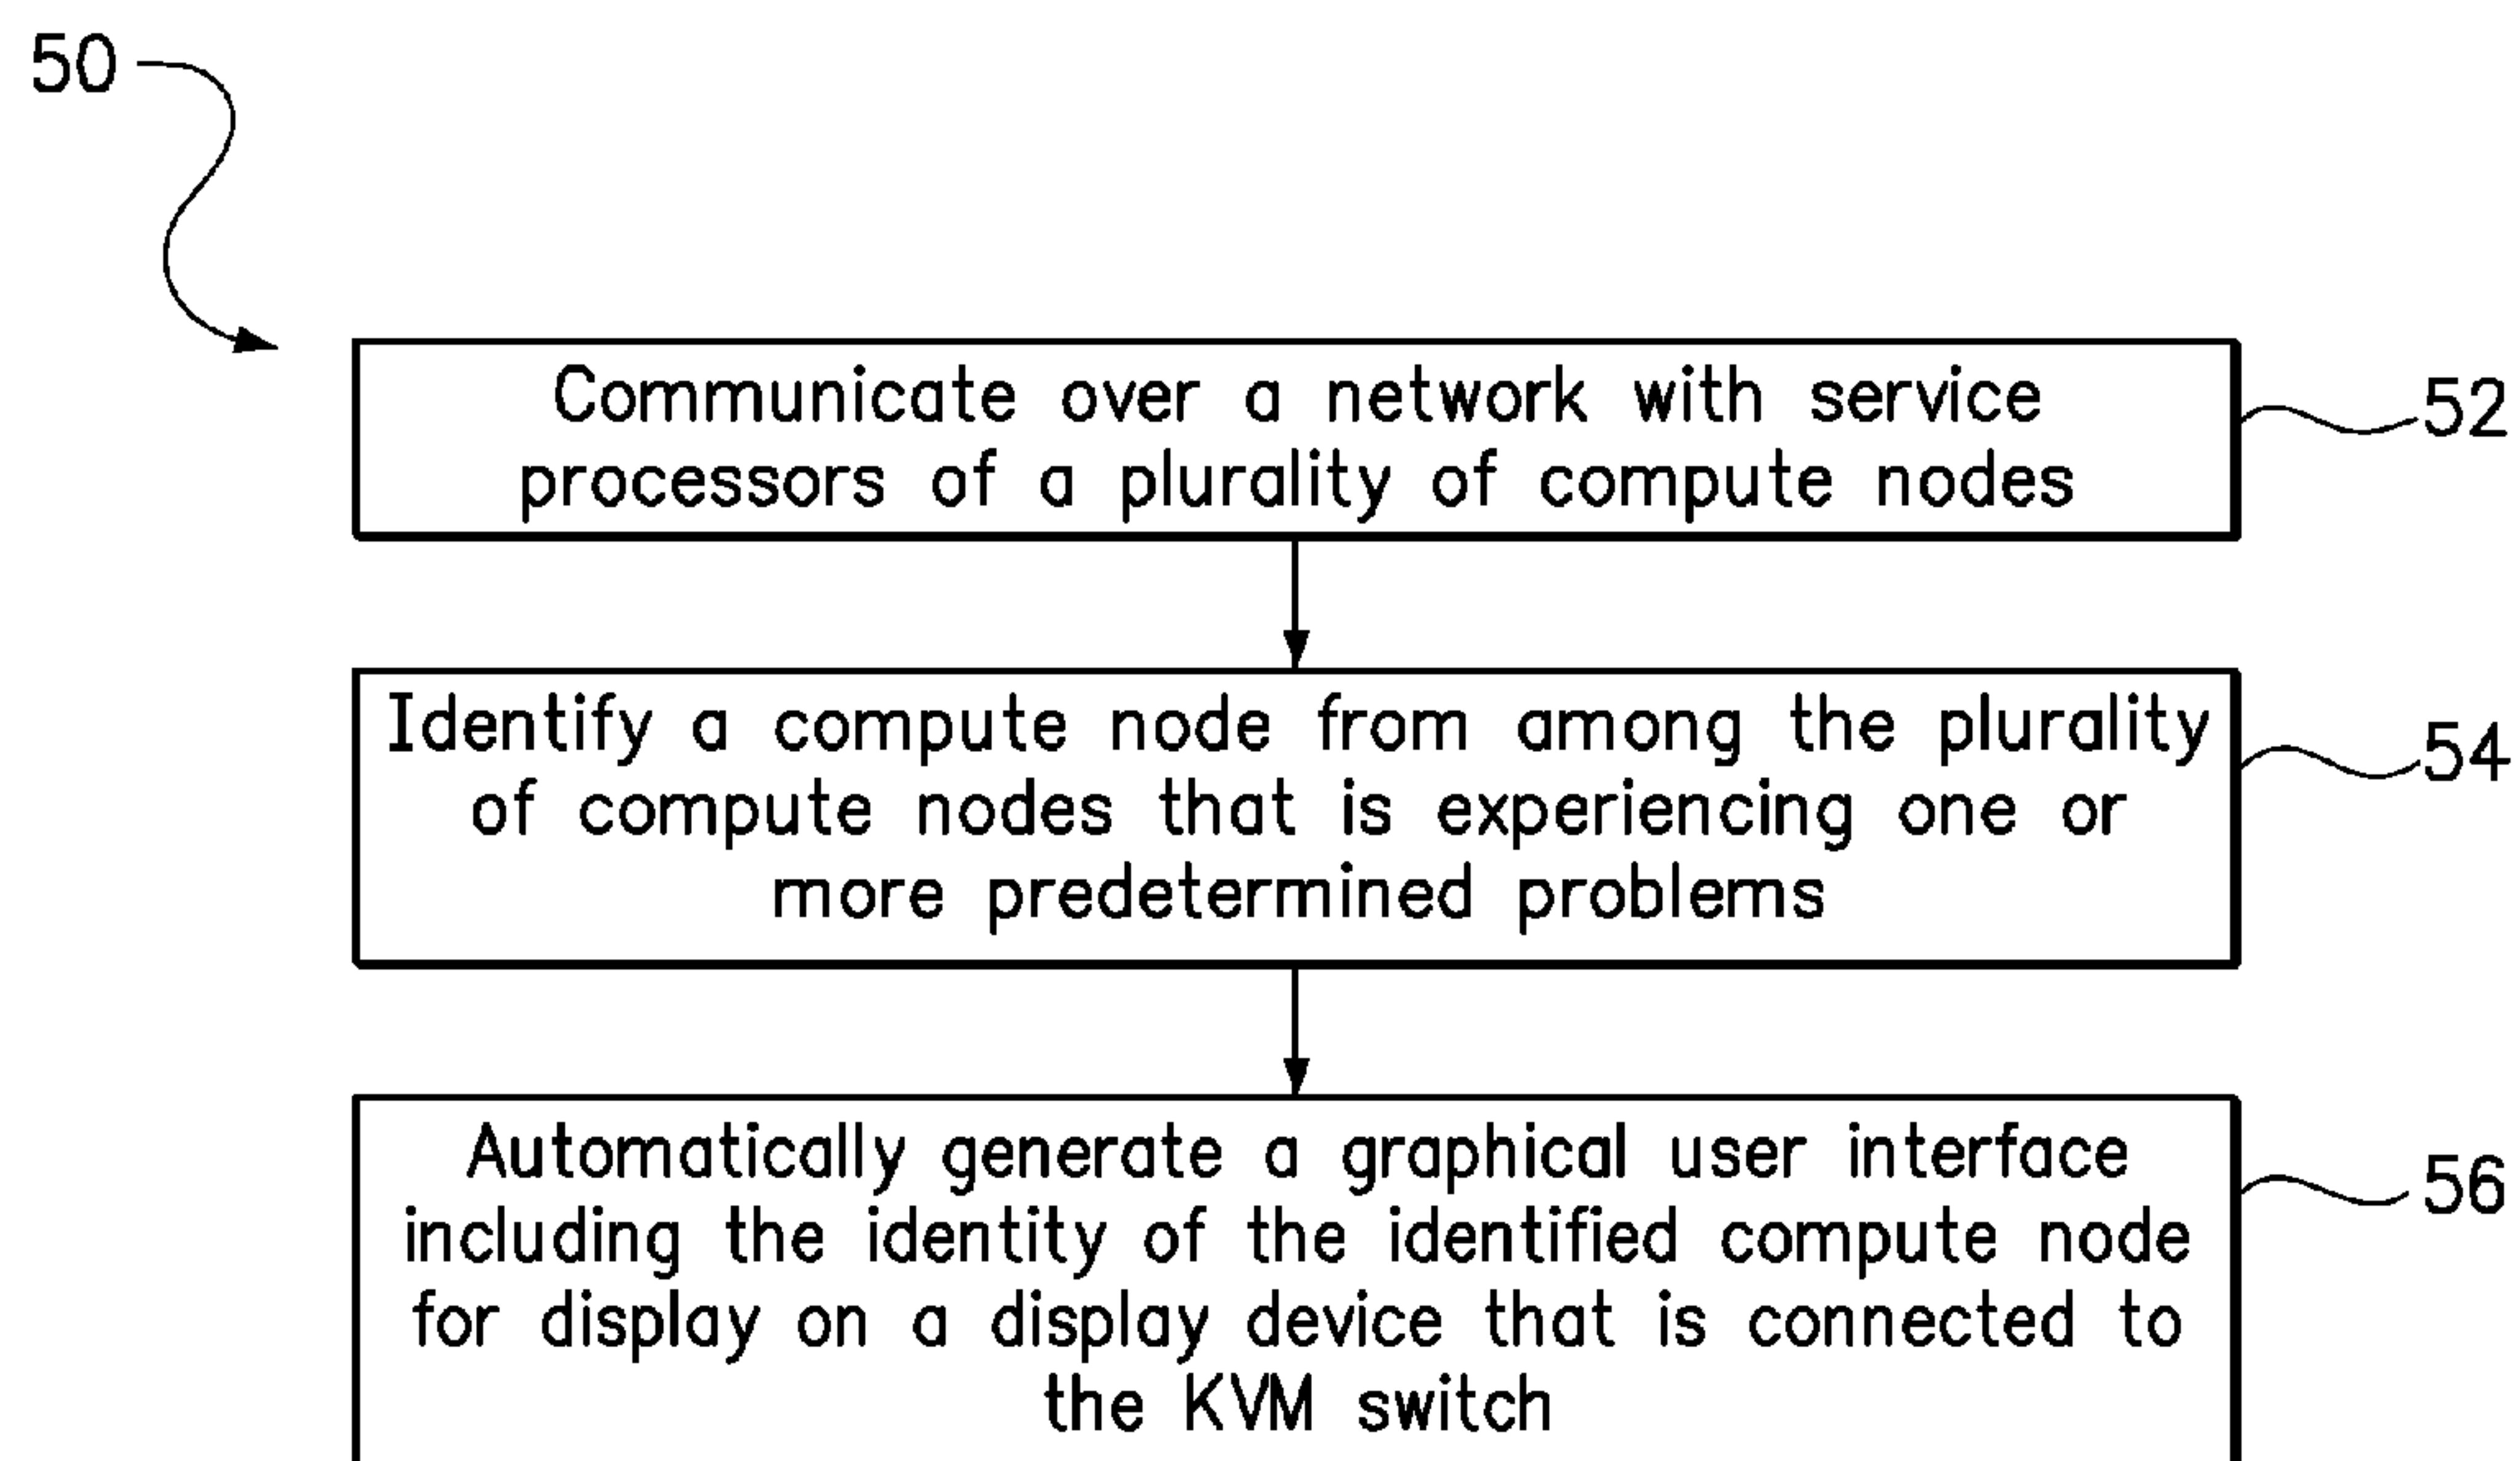 50
Communicate over a network with service
processors of a plurality of compute nodes
52
Identify a compute node from among the plurality
of compute nodes that is experiencing one or
more predetermined problems
54
Automatically generate a graphical user interface
including the identity of the identified compute node
for display on a display device that is connected to
the KVM switch
56